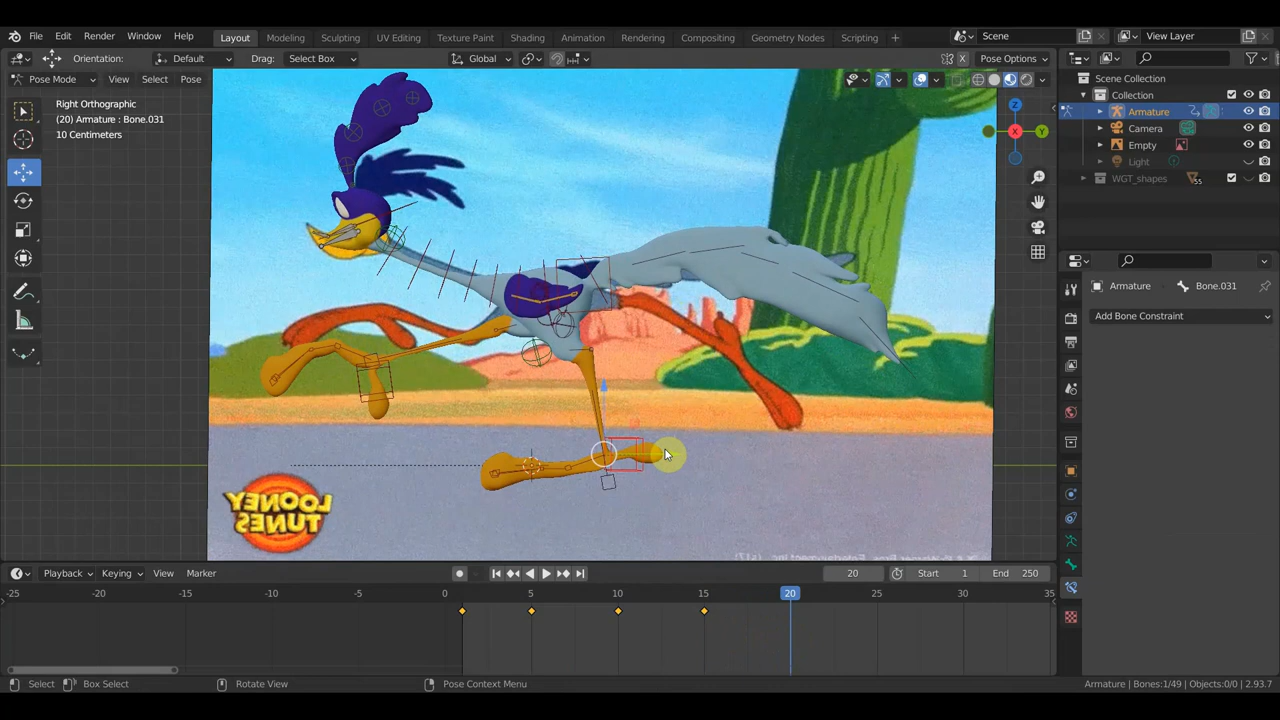 File Edit Render Window Help Layout Modeling Sculpting UV Editing Texture Paint Shading Animation Rendering Compositing Geometry Nodes Scripting + Scene View Layer
Orientation: Default Drag: Select Box Global X Pose Options
Pose Mode View Select Pose
Right Orthographic
(20) Armature : Bone.031
10 Centimeters
Z
X
Y
Scene Collection
Collection
Armature
Camera
Empty
Light
WGT_shapes 55
Armature Bone.031
Add Bone Constraint
LOONEY
TUNES
Playback Keying View Marker 20 Start 1 End 250
-25 -20 -15 -10 -5 0 5 10 15 20 25 30 35
Select Box Select Rotate View Pose Context Menu Armature | Bones:1/49 | Objects:0/0 | 2.93.7